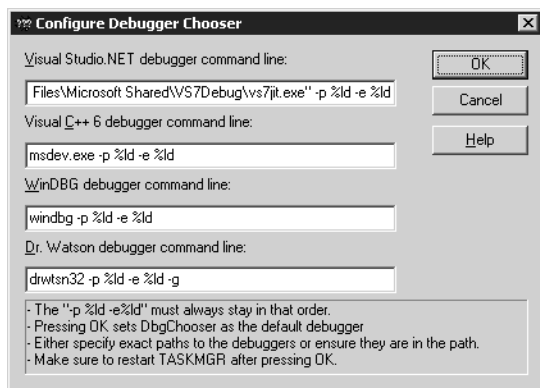 Configure Debugger Chooser
Visual Studio.NET debugger command line:
Files\Microsoft Shared\VS7Debug\vs7jit.exe" -p %ld -e %ld
Visual C++ 6 debugger command line:
msdev.exe -p %ld -e %ld
WinDBG debugger command line:
windbg -p %ld -e %ld
Dr. Watson debugger command line:
drwtsn32 -p %ld -e %ld -g
OK
Cancel
Help
- The "-p %ld -e%ld" must always stay in that order.
- Pressing OK sets DbgChooser as the default debugger
- Either specify exact paths to the debuggers or ensure they are in the path.
- Make sure to restart TASKMGR after pressing OK.